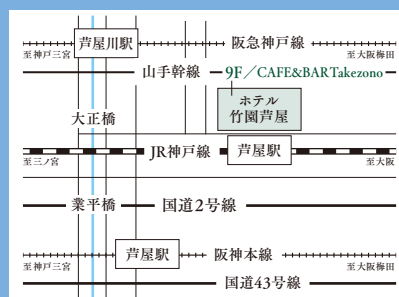 芦屋川駅
阪急神戸線
至神戸三宮
至大阪梅田
山手幹線
9F／CAFE&BARTakezono
ホテル
竹園芦屋
大正橋
JR神戸線
芦屋駅
至三ノ宮
至大阪
業平橋
国道2号線
芦屋駅
阪神本線
至神戸三宮
至大阪梅田
国道43号線